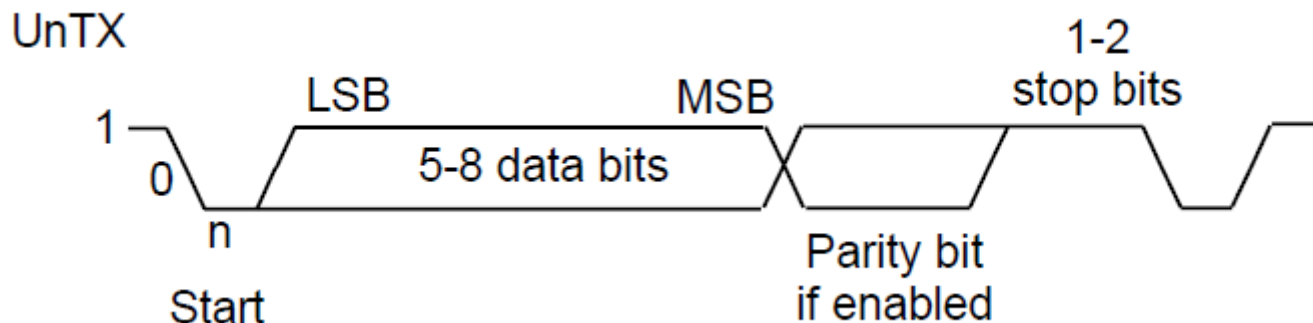 UnTX
1-2
stop bits
LSB
MSB
1
0
5-8 data bits
n
Start
Parity bit
if enabled